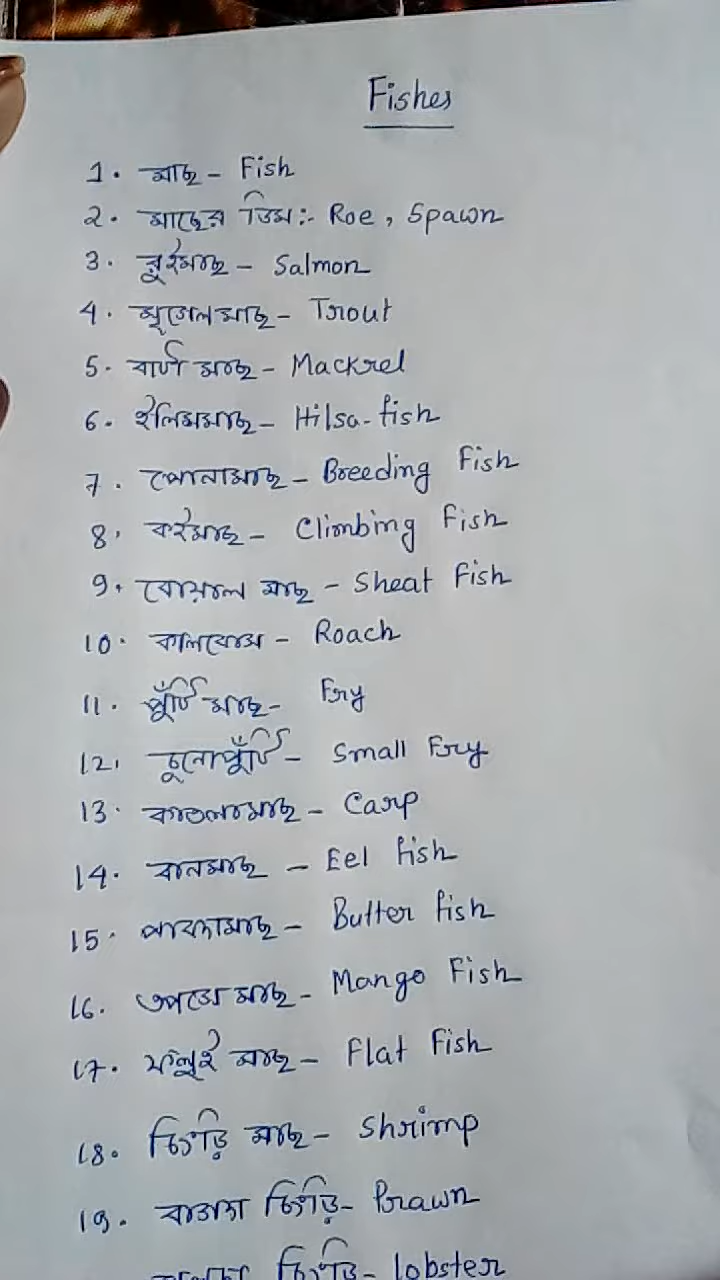 Fishes
1. মাছ - Fish
2. মাছের ডিম :- Roe, Spawn
3. রুইমাছ - Salmon
4. মৃগেল মাছ - Trout
5. বাটা মাছ - Mackrel
6. ইলিশমাছ - Hilsa-fish
7. পোনামাছ - Breeding Fish
8. কইমাছ - Climbing fish
9. বোয়াল মাছ - Sheat fish
10. কালবোস - Roach
11. পুঁটি মাছ - Fry
12. চুনোপুঁটি - Small Fry
13. কাতলামাছ - Carp
14. বানমাছ - Eel fish
15. পাবদামাছ - Butter fish
16. তপসে মাছ - Mango Fish
17. ফলুই মাছ - Flat Fish
18. চিংড়ি মাছ - Shrimp
19. বাগদা চিংড়ি - Prawn
চিংড়ি - lobster